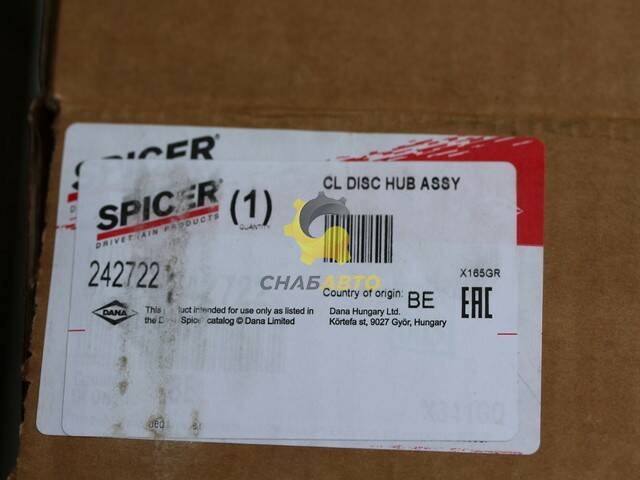 SPICER
SPICER
DRIVETRAIN PRODUCTS
(1)
QUANTITY
CL DISC HUB ASSY
242722
СНАБАВТО
X165GR
Country of origin: BE
EAC
DANA
This product intended for use only as listed in
the Dana Spicer catalog © Dana Limited
Dana Hungary Ltd.
Körtefa st, 9027 Győr, Hungary